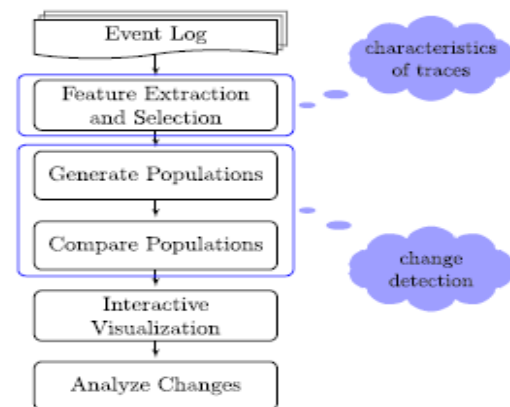 Event Log
characteristics
of traces
Feature Extraction
and Selection
Generate Populations
Compare Populations
change
detection
Interactive
Visualization
Analyze Changes